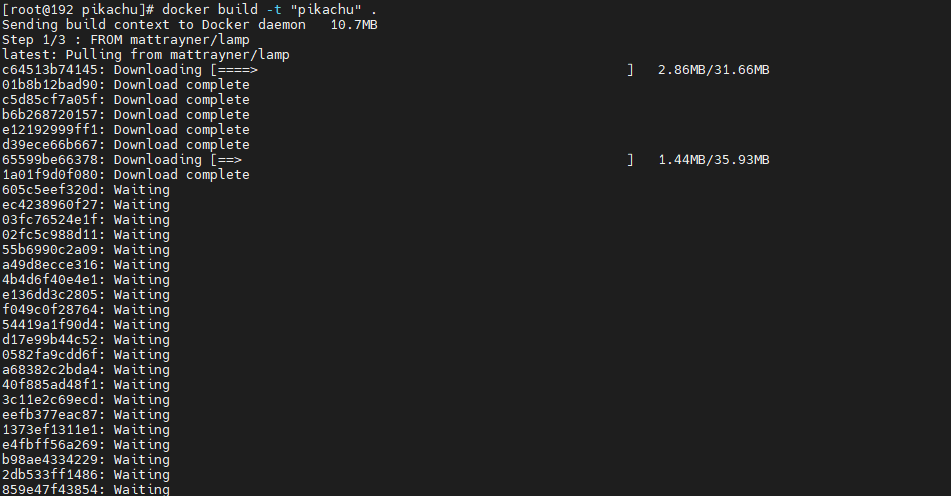 [root@192 pikachu]# docker build -t "pikachu" .
Sending build context to Docker daemon   10.7MB
Step 1/3 : FROM mattrayner/lamp
latest: Pulling from mattrayner/lamp
c64513b74145: Downloading [====>                                              ]   2.86MB/31.66MB
01b8b12bad90: Download complete
c5d85cf7a05f: Download complete
b6b268720157: Download complete
e12192999ff1: Download complete
d39ece66b667: Download complete
65599be66378: Downloading [==>                                                ]   1.44MB/35.93MB
1a01f9d0f080: Download complete
605c5eef320d: Waiting
ec4238960f27: Waiting
03fc76524e1f: Waiting
02fc5c988d11: Waiting
55b6990c2a09: Waiting
a49d8ecce316: Waiting
4b4d6f40e4e1: Waiting
e136dd3c2805: Waiting
f049c0f28764: Waiting
54419a1f90d4: Waiting
d17e99b44c52: Waiting
0582fa9cdd6f: Waiting
a68382c2bda4: Waiting
40f885ad48f1: Waiting
3c11e2c69ecd: Waiting
eefb377eac87: Waiting
1373ef1311e1: Waiting
e4fbff56a269: Waiting
b98ae4334229: Waiting
2db533ff1486: Waiting
859e47f43854: Waiting